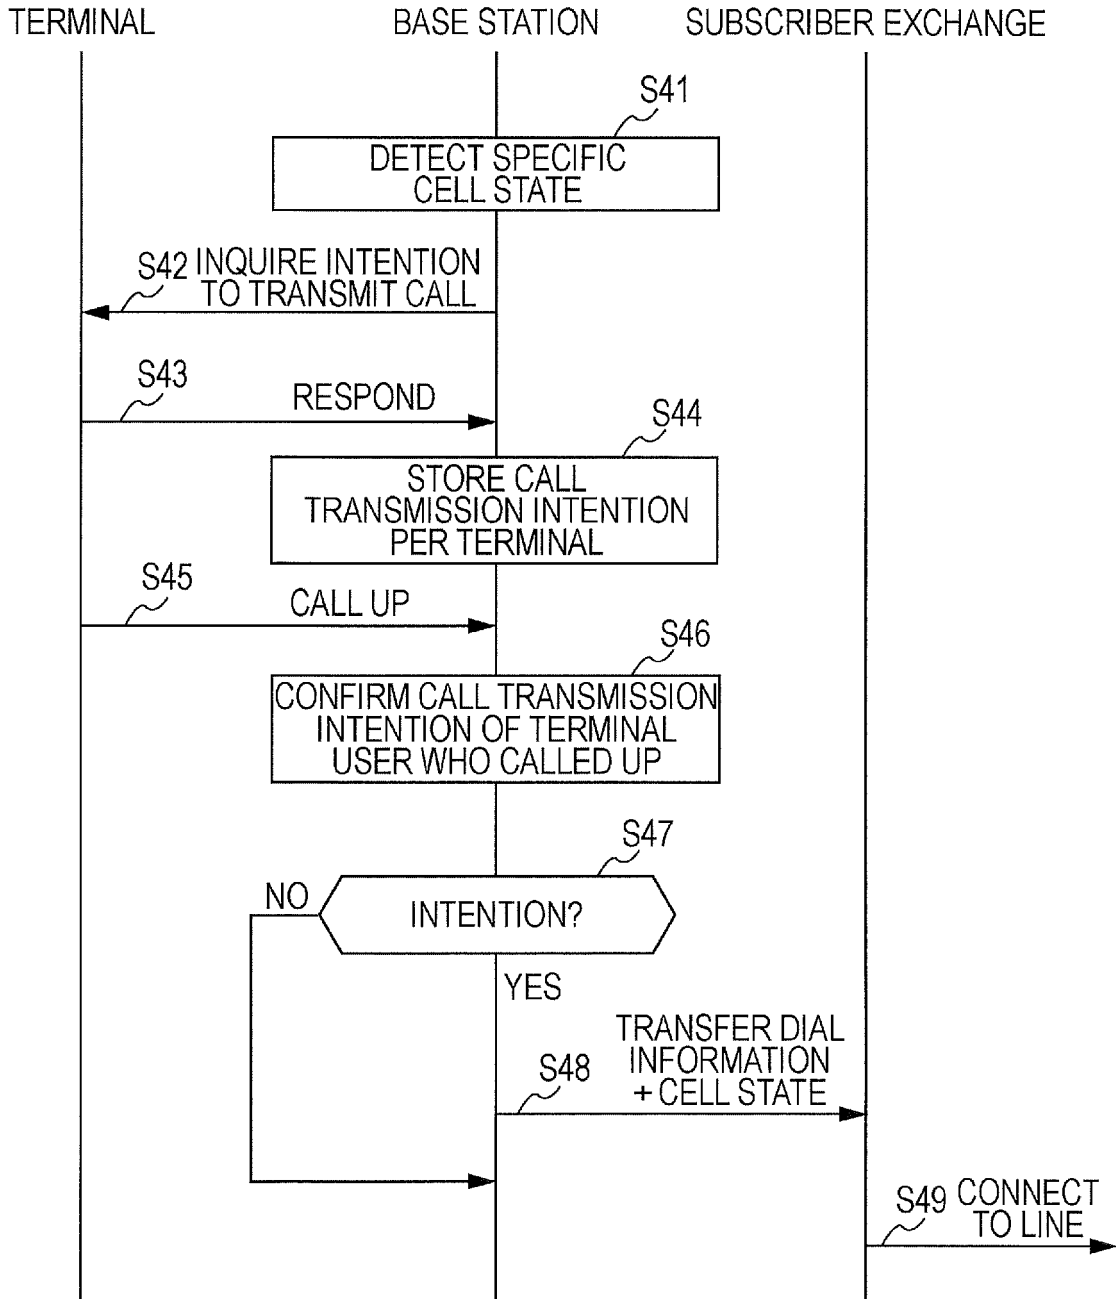 TERMINAL
BASE STATION
SUBSCRIBER EXCHANGE
S41
DETECT SPECIFIC
CELL STATE
S42
INQUIRE INTENTION
TO TRANSMIT CALL
S43
RESPOND
S44
STORE CALL
TRANSMISSION INTENTION
PER TERMINAL
S45
CALL UP
S46
CONFIRM CALL TRANSMISSION
INTENTION OF TERMINAL
USER WHO CALLED UP
S47
NO
INTENTION?
YES
S48
TRANSFER DIAL
INFORMATION
+ CELL STATE
S49
CONNECT
TO LINE